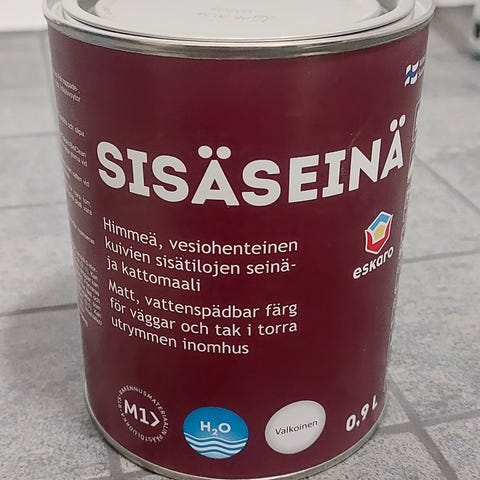 SISÄSEINÄ
Himmeä, vesiohenteinen
kuivien sisätilojen seinä-
ja kattomaali
Matt, vattenspädbar färg
för väggar och tak i torra
utrymmen inomhus
eskaro
M1
H₂O
Valkoinen
0.9 L